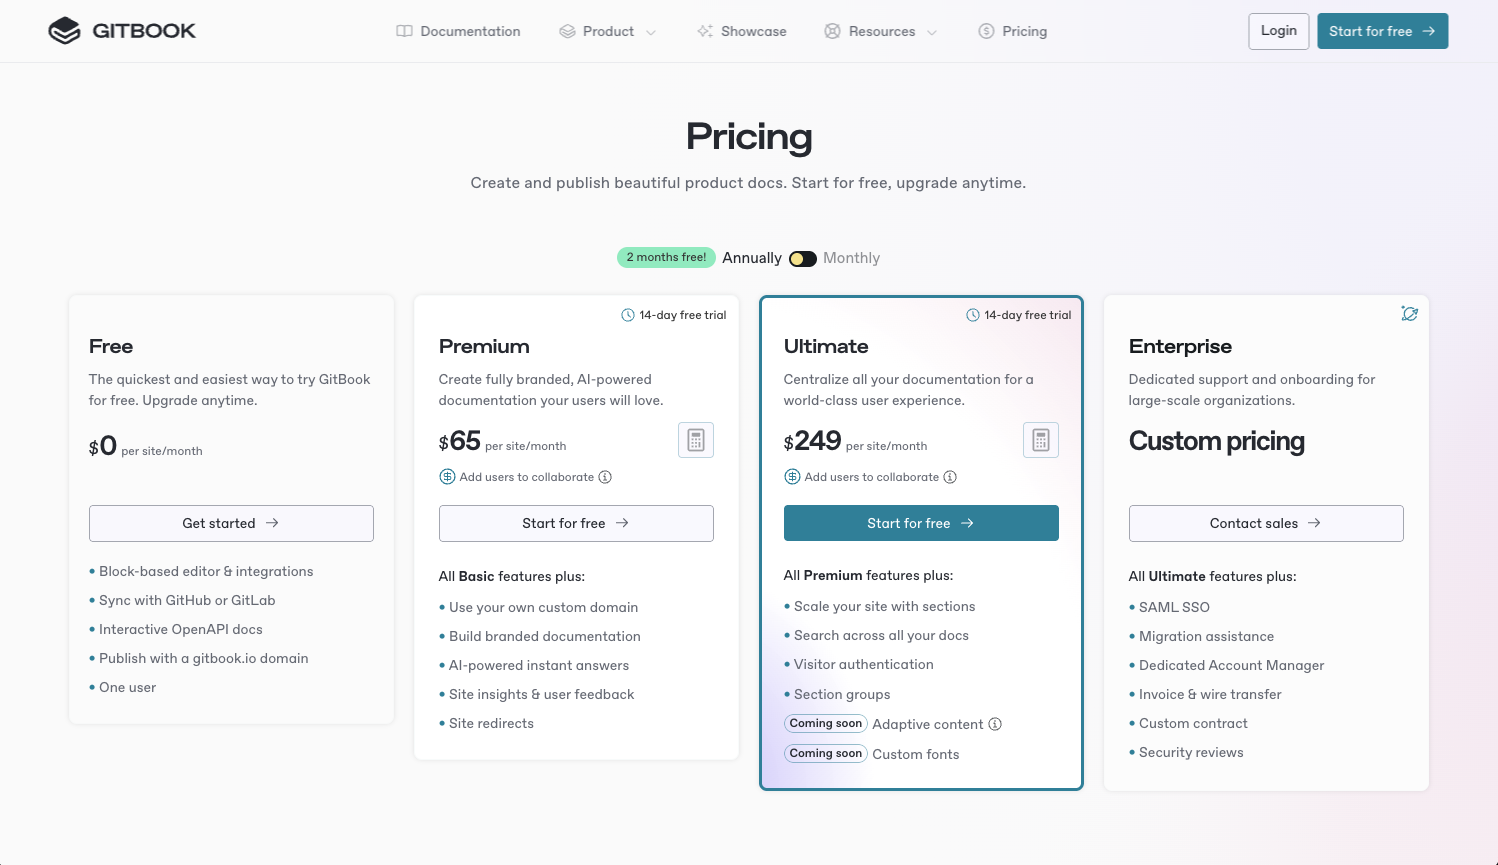 GITBOOK
Documentation
Product
Showcase
Resources
Pricing
Login
Start for free →
Pricing
Create and publish beautiful product docs. Start for free, upgrade anytime.
2 months free! Annually Monthly
Free
The quickest and easiest way to try GitBook
for free. Upgrade anytime.
$0 per site/month
Get started →
• Block-based editor & integrations
• Sync with GitHub or GitLab
• Interactive OpenAPI docs
• Publish with a gitbook.io domain
• One user
14-day free trial
Premium
Create fully branded, AI-powered
documentation your users will love.
$65 per site/month
Add users to collaborate
Start for free →
All Basic features plus:
• Use your own custom domain
• Build branded documentation
• AI-powered instant answers
• Site insights & user feedback
• Site redirects
14-day free trial
Ultimate
Centralize all your documentation for a
world-class user experience.
$249 per site/month
Add users to collaborate
Start for free →
All Premium features plus:
• Scale your site with sections
• Search across all your docs
• Visitor authentication
• Section groups
Coming soon Adaptive content
Coming soon Custom fonts
Enterprise
Dedicated support and onboarding for
large-scale organizations.
Custom pricing
Contact sales →
All Ultimate features plus:
• SAML SSO
• Migration assistance
• Dedicated Account Manager
• Invoice & wire transfer
• Custom contract
• Security reviews